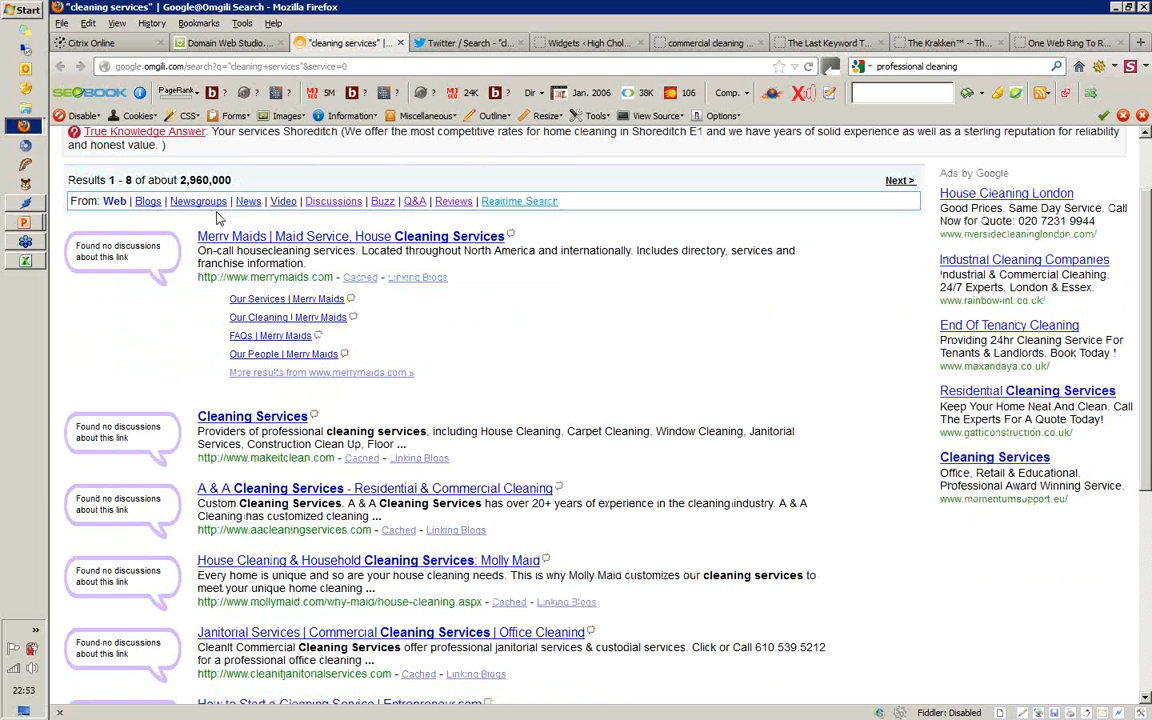 Start
"cleaning services" | Google@Omgili Search - Mozilla Firefox
File Edit View History Bookmarks Tools Help
Citrix Online
Domain Web Studio...
"cleaning services" |...
Twitter / Search - "cl...
Widgets < High Chol...
commercial cleaning ...
The Last Keyword T...
The Krakken™ -- Th...
One Web Ring To R...
google.omgili.com/search?q="cleaning+services"&service=0
professional cleaning
SEOBOOK PageRank ? ? 5M ? 24K ? Dir Jan. 2006 38K 106 Comp.
Disable Cookies CSS Forms Images Information Miscellaneous Outline Resize Tools View Source Options
True Knowledge Answer: Your services Shoreditch (We offer the most competitive rates for home cleaning in Shoreditch E1 and we have years of solid experience as well as a sterling reputation for reliability
and honest value. )
Results 1 - 8 of about 2,960,000
Next >
From: Web | Blogs | Newsgroups | News | Video | Discussions | Buzz | Q&A | Reviews | Realtime Search
Found no discussions
about this link
Merry Maids | Maid Service, House Cleaning Services
On-call housecleaning services. Located throughout North America and internationally. Includes directory, services and
franchise information.
http://www.merrymaids.com - Cached - Linking Blogs
Our Services | Merry Maids
Our Cleaning | Merry Maids
FAQs | Merry Maids
Our People | Merry Maids
More results from www.merrymaids.com »
Found no discussions
about this link
Cleaning Services
Providers of professional cleaning services, including House Cleaning, Carpet Cleaning, Window Cleaning, Janitorial
Services, Construction Clean Up, Floor ...
http://www.makeitclean.com - Cached - Linking Blogs
Found no discussions
about this link
A & A Cleaning Services - Residential & Commercial Cleaning
Custom Cleaning Services. A & A Cleaning Services has over 20+ years of experience in the cleaning industry. A & A
Cleaning has customized cleaning ...
http://www.aacleaningservices.com - Cached - Linking Blogs
Found no discussions
about this link
House Cleaning & Household Cleaning Services: Molly Maid
Every home is unique and so are your house cleaning needs. This is why Molly Maid customizes our cleaning services to
meet your unique home cleaning ...
http://www.mollymaid.com/why-maid/house-cleaning.aspx - Cached - Linking Blogs
Found no discussions
about this link
Janitorial Services | Commercial Cleaning Services | Office Cleanind
CleanIt Commercial Cleaning Services offer professional janitorial services & custodial services. Click or Call 610.539.5212
for a professional office cleaning ...
http://www.cleanitjanitorialservices.com - Cached - Linking Blogs
How to Start a Cleaning Service | Entrepreneur.com
Ads by Google
House Cleaning London
Good Prices. Same Day Service. Call
Now for Quote: 020 7231 9944
www.riversidecleaninglondon.com/
Industrial Cleaning Companies
Industrial & Commercial Cleaning.
24/7 Experts. London & Essex.
www.rainbow-int.co.uk/
End Of Tenancy Cleaning
Providing 24hr Cleaning Service For
Tenants & Landlords. Book Today !
www.maxandaya.co.uk/
Residential Cleaning Services
Keep Your Home Neat And Clean. Call
The Experts For A Quote Today!
www.gatticonstruction.co.uk/
Cleaning Services
Office, Retail & Educational.
Professional Award Winning Service.
www.momentumsupport.eu/
22:53
Fiddler: Disabled